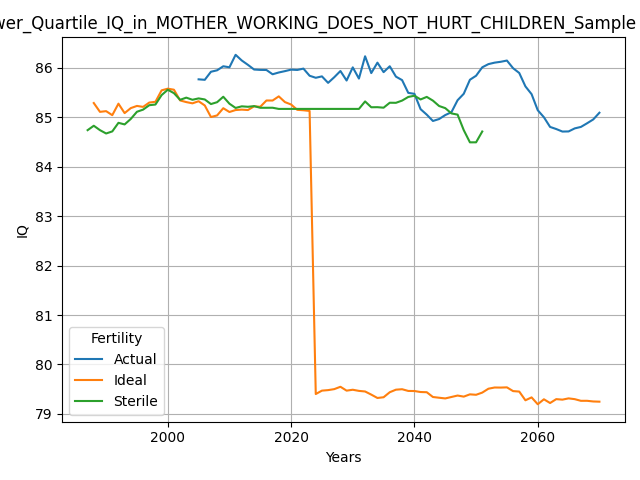 wer_Quartile_IQ_in_MOTHER_WORKING_DOES_NOT_HURT_CHILDREN_Sample
86
85
84
83
82
81
80
79
IQ
Fertility
Actual
Ideal
Sterile
2000 2020 2040 2060
Years